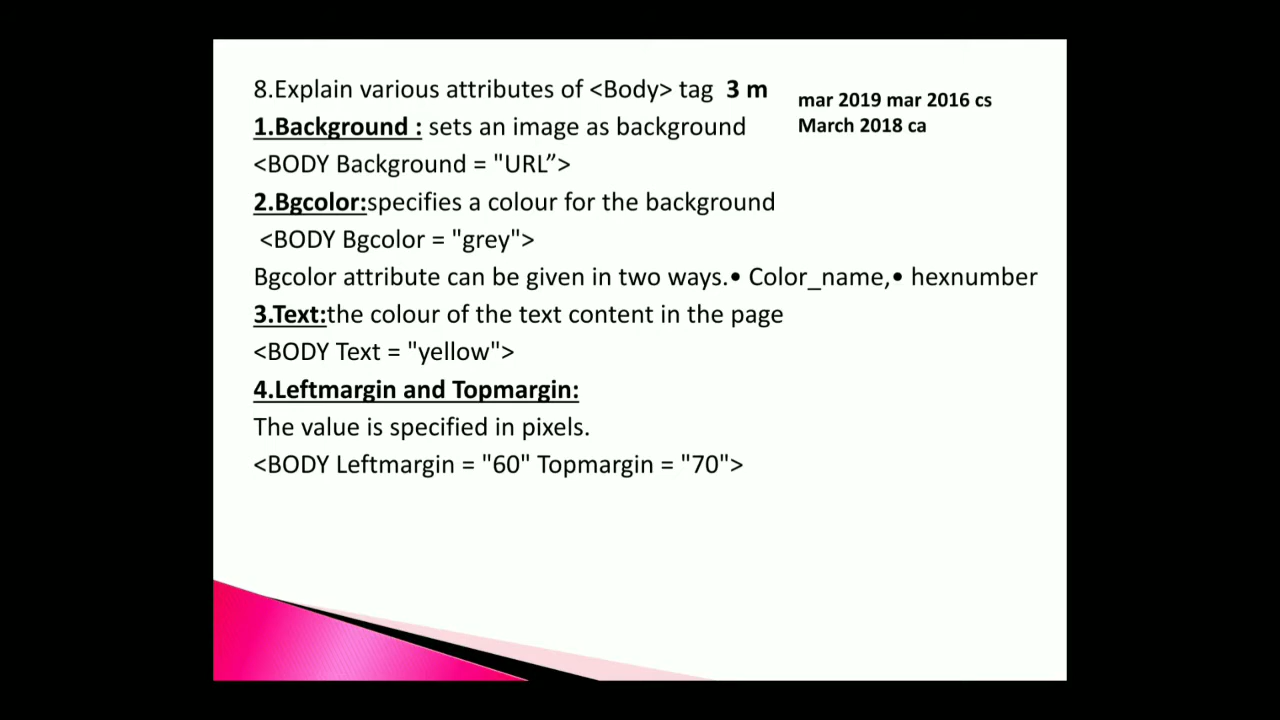 8.Explain various attributes of <Body> tag  3 m
mar 2019 mar 2016 cs
March 2018 ca
1.Background : sets an image as background
<BODY Background = "URL”>
2.Bgcolor:specifies a colour for the background
<BODY Bgcolor = "grey">
Bgcolor attribute can be given in two ways.• Color_name,• hexnumber
3.Text:the colour of the text content in the page
<BODY Text = "yellow">
4.Leftmargin and Topmargin:
The value is specified in pixels.
<BODY Leftmargin = "60" Topmargin = "70">